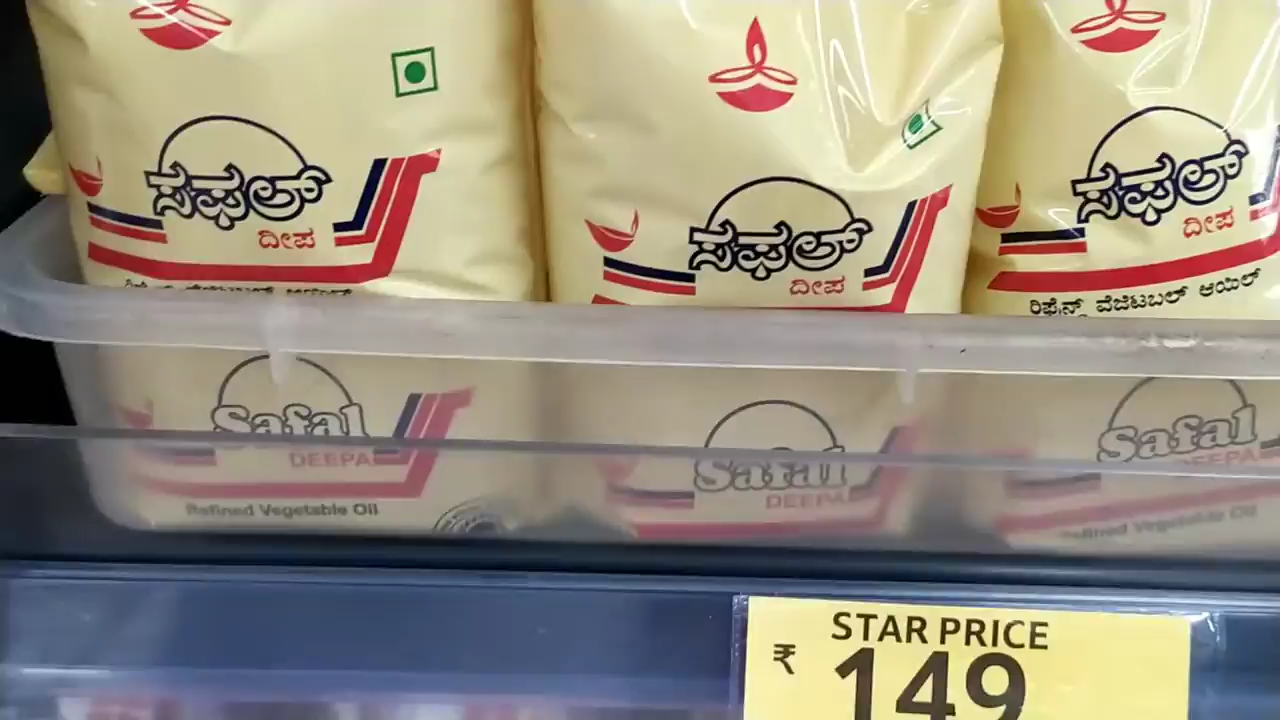 ಸಫಲ್
ದೀಪ
ಸಫಲ್
ದೀಪ
ಸಫಲ್
ದೀಪ
ರಿಫೈನ್ಡ್ ವೆಜಿಟಬಲ್ ಆಯಿಲ್
Safal
DEEPA
Refined Vegetable Oil
Safal
DEEPA
Safal
DEEPA
Refined Vegetable Oil
STAR PRICE
₹ 149